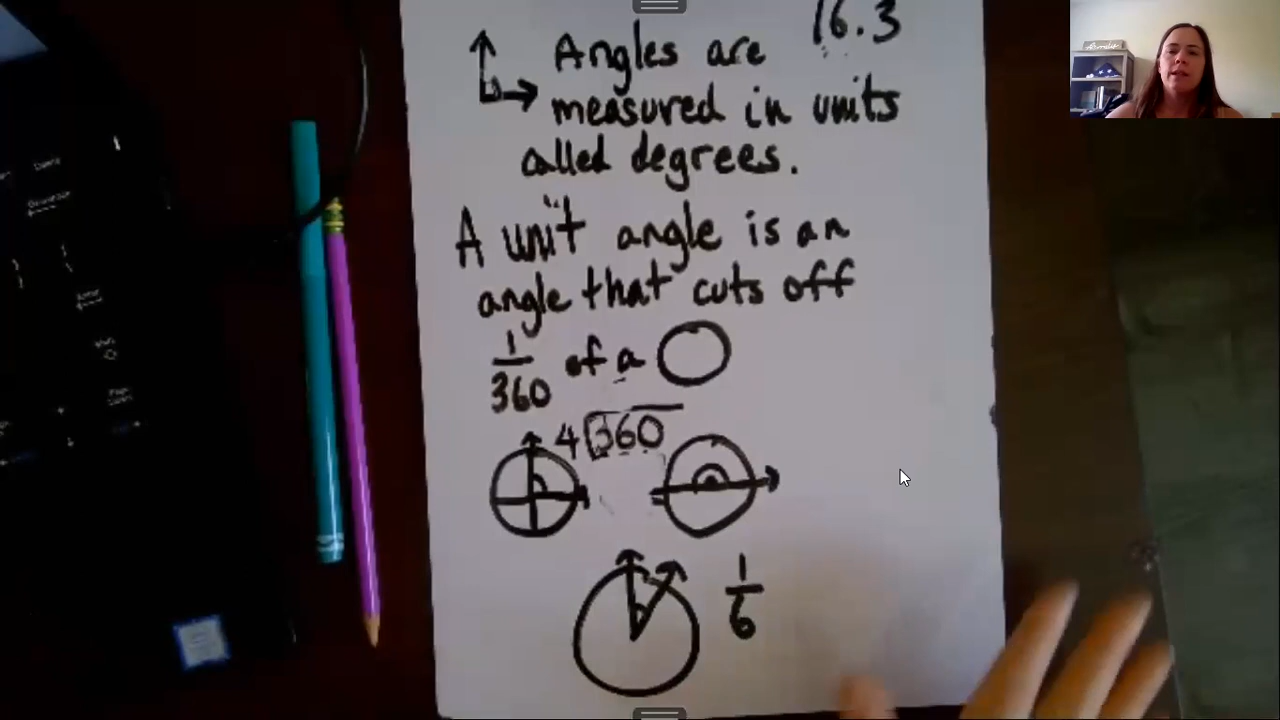 16.3
Angles are
measured in units
called degrees.
A unit angle is an
angle that cuts off
1/360 of a
4 360
1/6